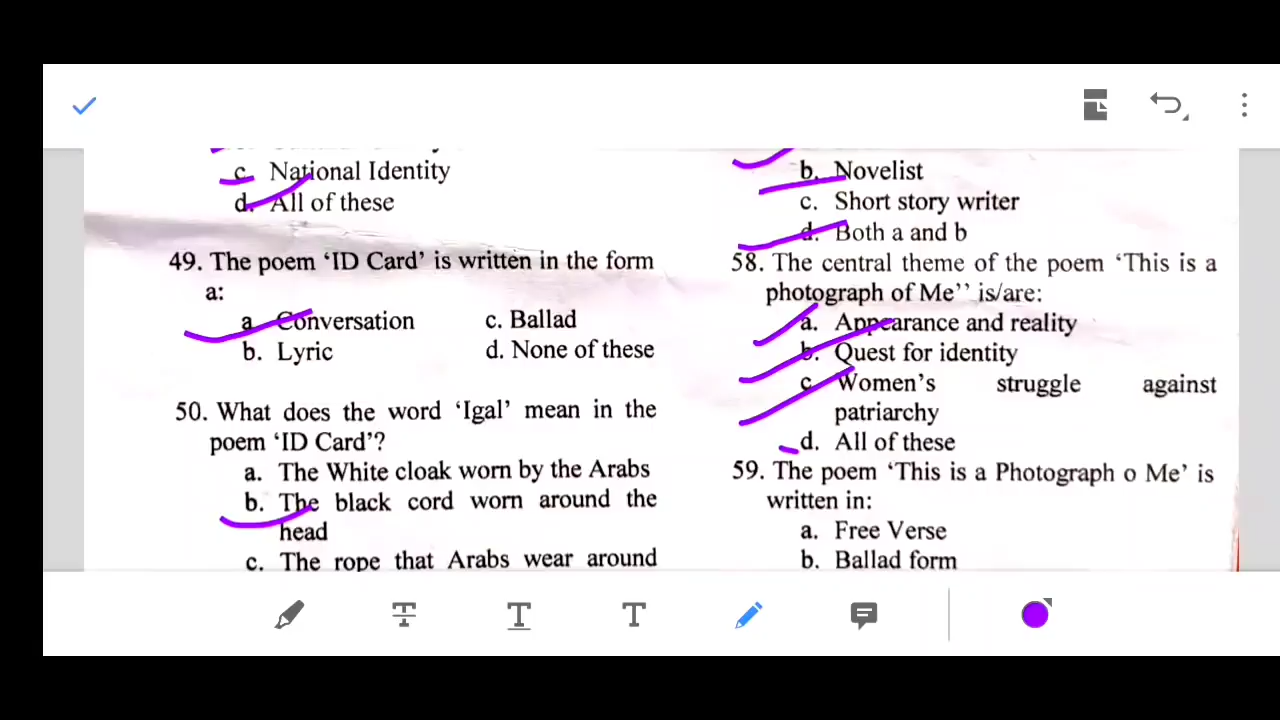 c. National Identity
d. All of these
49. The poem ‘ID Card’ is written in the form
a:
a. Conversation c. Ballad
b. Lyric d. None of these
50. What does the word ‘Igal’ mean in the
poem ‘ID Card’?
a. The White cloak worn by the Arabs
b. The black cord worn around the
head
c. The rope that Arabs wear around
b. Novelist
c. Short story writer
d. Both a and b
58. The central theme of the poem ‘This is a
photograph of Me’’ is/are:
a. Appearance and reality
b. Quest for identity
c. Women’s struggle against
patriarchy
d. All of these
59. The poem ‘This is a Photograph o Me’ is
written in:
a. Free Verse
b. Ballad form